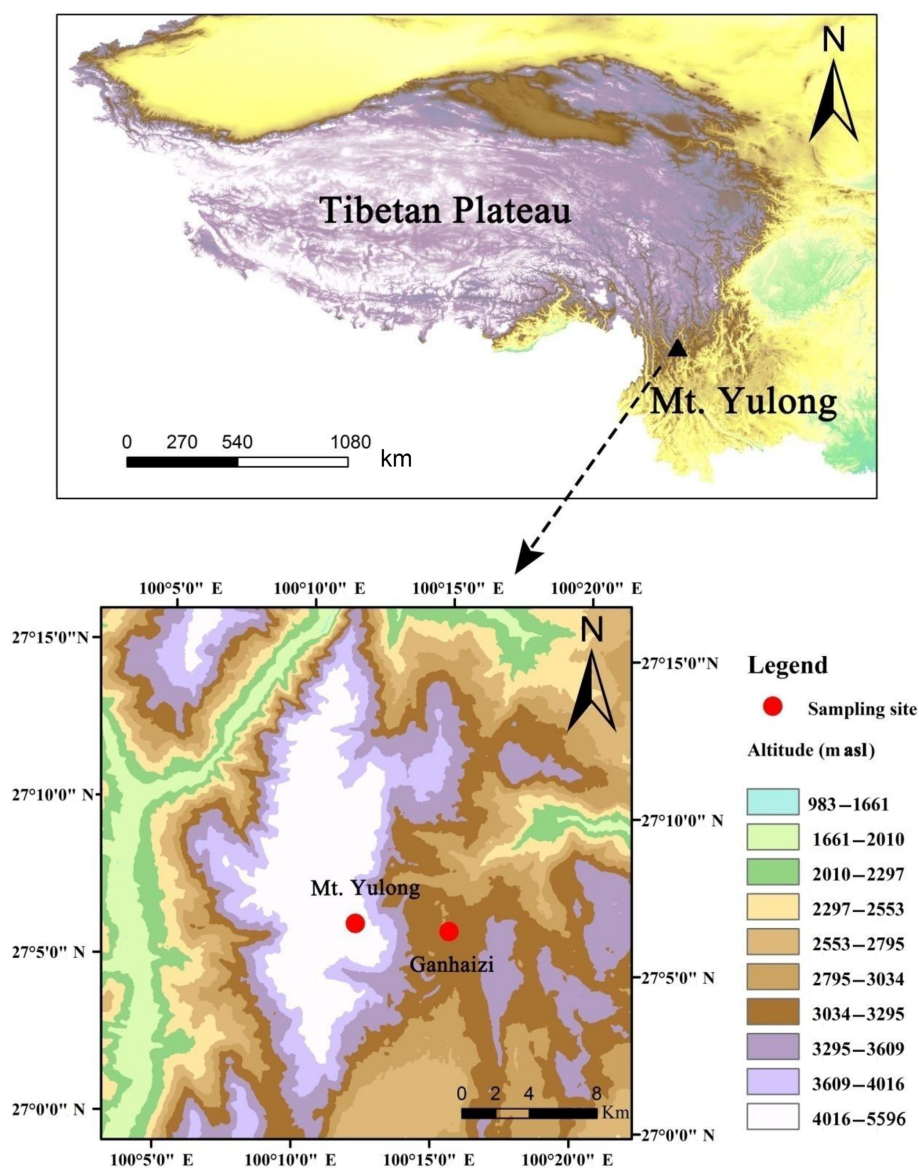 N
Tibetan Plateau
Mt. Yulong
0 270 540 1080
km
100°5'0" E 100°10'0" E 100°15'0" E 100°20'0" E
27°15'0"N
N
27°15'0"N
Legend
Sampling site
Altitude (m asl)
27°10'0"N
983–1661
27°10'0" N
1661–2010
Mt. Yulong
2010–2297
2297–2553
27°5'0"N
2553–2795
Ganhaizi
27°5'0" N
2795–3034
3034–3295
3295–3609
0 2 4 8
Km
3609–4016
27°0'0"N
4016–5596
27°0'0" N
100°5'0" E 100°10'0" E 100°15'0" E 100°20'0" E